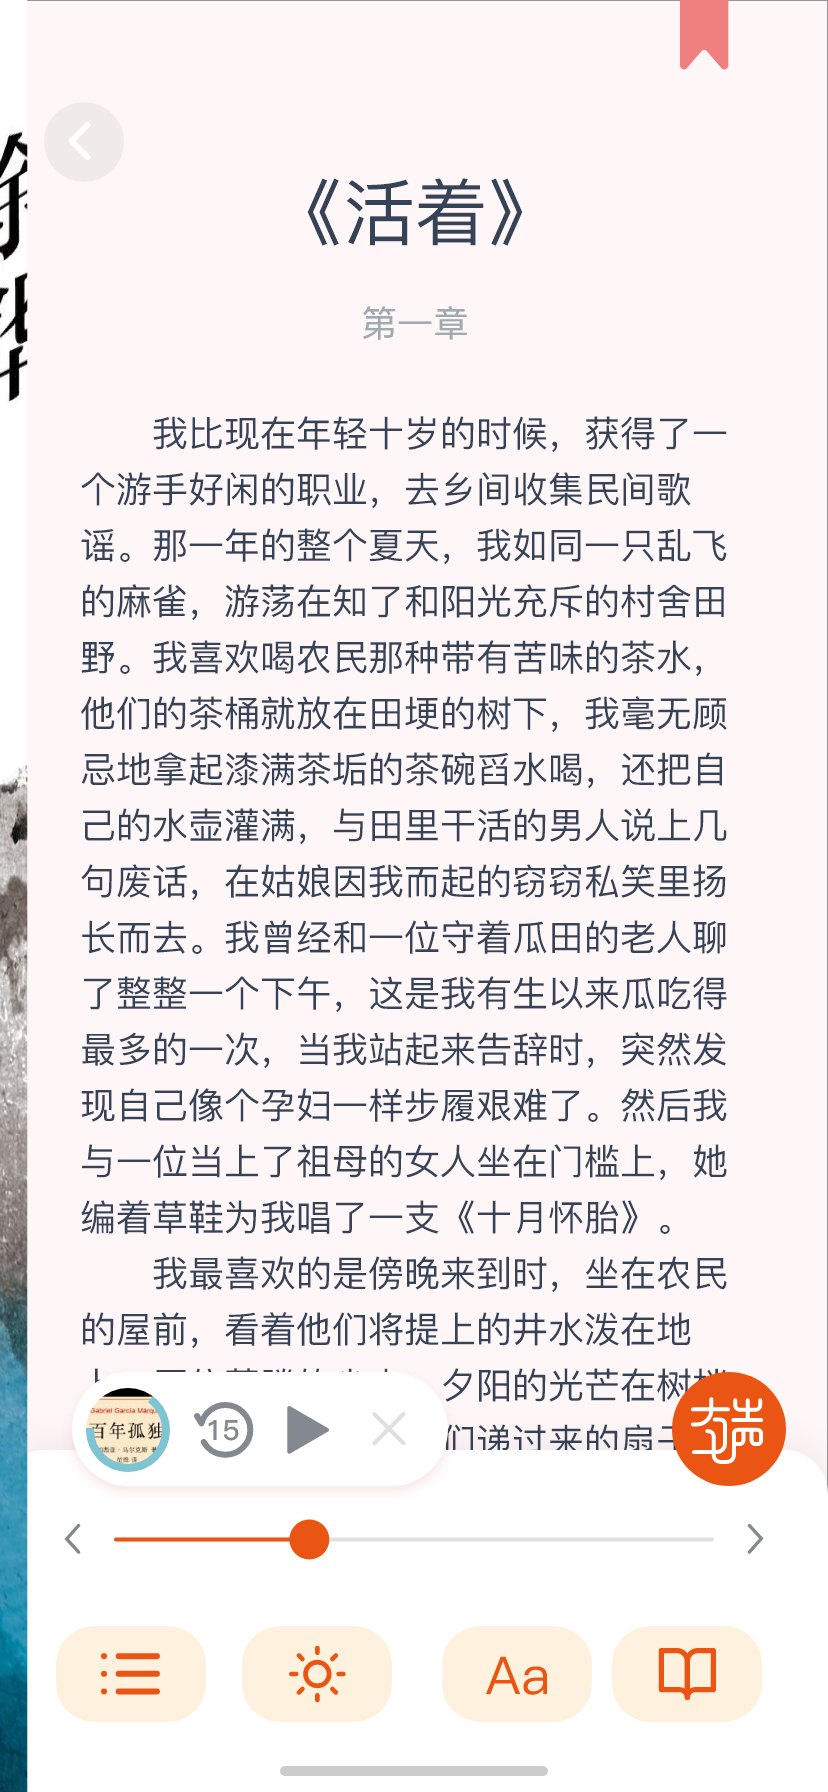 《活着》
第一章
我比现在年轻十岁的时候，获得了一
个游手好闲的职业，去乡间收集民间歌
谣。那一年的整个夏天，我如同一只乱飞
的麻雀，游荡在知了和阳光充斥的村舍田
野。我喜欢喝农民那种带有苦味的茶水，
他们的茶桶就放在田埂的树下，我毫无顾
忌地拿起漆满茶垢的茶碗舀水喝，还把自
己的水壶灌满，与田里干活的男人说上几
句废话，在姑娘因我而起的窃窃私笑里扬
长而去。我曾经和一位守着瓜田的老人聊
了整整一个下午，这是我有生以来瓜吃得
最多的一次，当我站起来告辞时，突然发
现自己像个孕妇一样步履艰难了。然后我
与一位当上了祖母的女人坐在门槛上，她
编着草鞋为我唱了一支《十月怀胎》。
我最喜欢的是傍晚来到时，坐在农民
的屋前，看着他们将提上的井水泼在地
夕阳的光芒在树
们递过来的扇
Gabriel García Márqu
百年孤独
马尔克斯
15
Aa